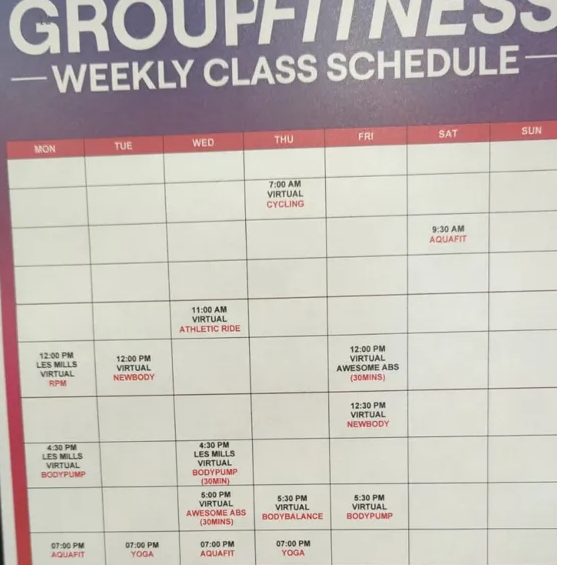 GROUPFITNESS
WEEKLY CLASS SCHEDULE
MON TUE WED THU FRI SAT SUN
7:00 AM
VIRTUAL
CYCLING
9:30 AM
AQUAFIT
11:00 AM
VIRTUAL
ATHLETIC RIDE
12:00 PM
LES MILLS
VIRTUAL
RPM
12:00 PM
VIRTUAL
NEWBODY
12:00 PM
VIRTUAL
AWESOME ABS
(30MINS)
12:30 PM
VIRTUAL
NEWBODY
4:30 PM
LES MILLS
VIRTUAL
BODYPUMP
4:30 PM
LES MILLS
VIRTUAL
BODYPUMP
(30MIN)
5:00 PM
VIRTUAL
AWESOME ABS
(30MINS)
5:30 PM
VIRTUAL
BODYBALANCE
5:30 PM
VIRTUAL
BODYPUMP
07:00 PM
AQUAFIT
07:00 PM
YOGA
07:00 PM
AQUAFIT
07:00 PM
YOGA